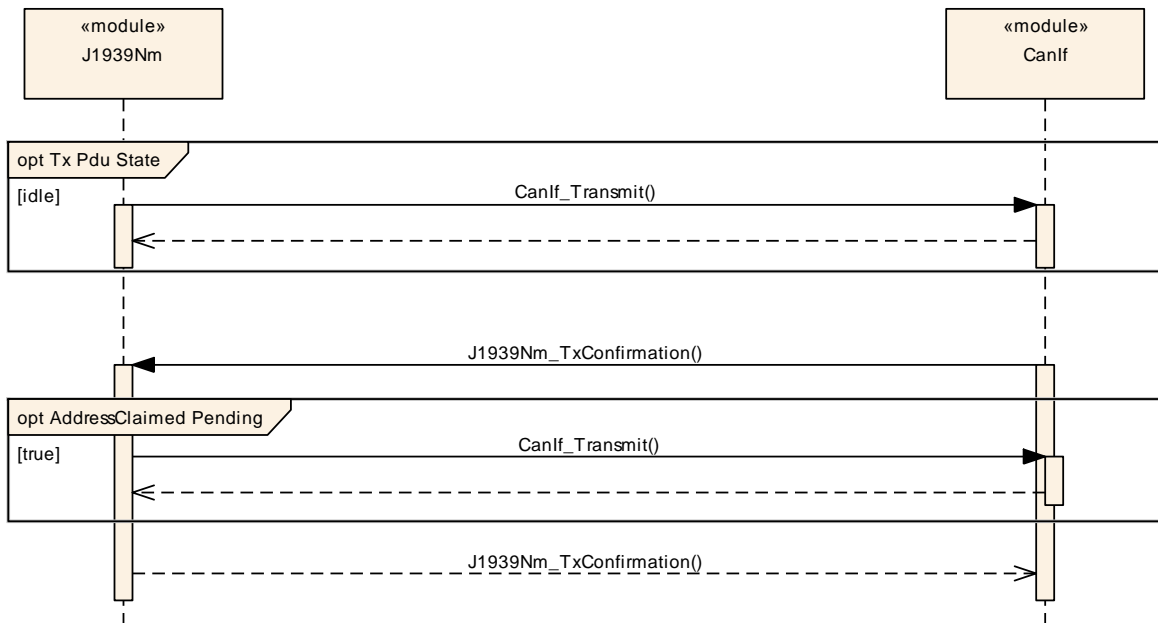 «module»
J1939Nm
«module»
CanIf
opt Tx Pdu State
[idle]
CanIf_Transmit()
J1939Nm_TxConfirmation()
opt AddressClaimed Pending
[true]
CanIf_Transmit()
J1939Nm_TxConfirmation()